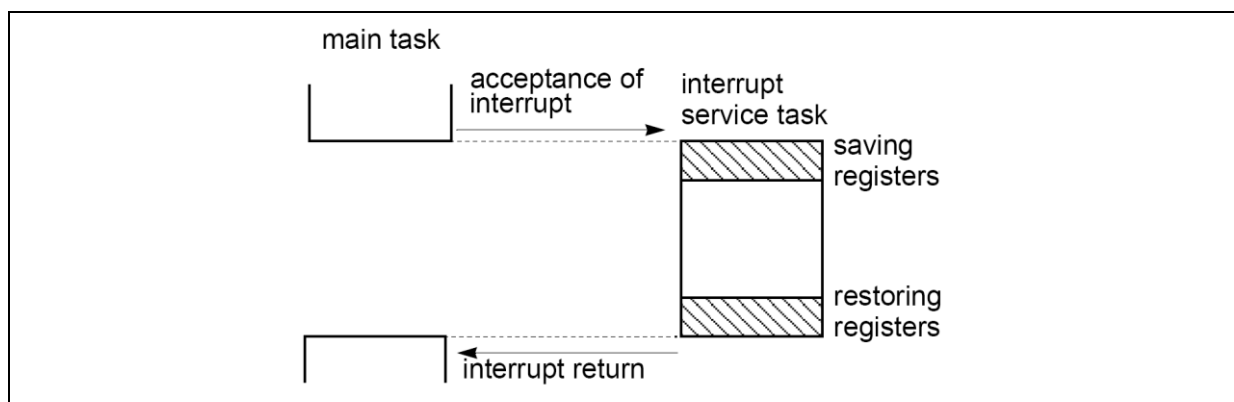 main task
acceptance of
interrupt
interrupt
service task
saving
registers
restoring
registers
interrupt return